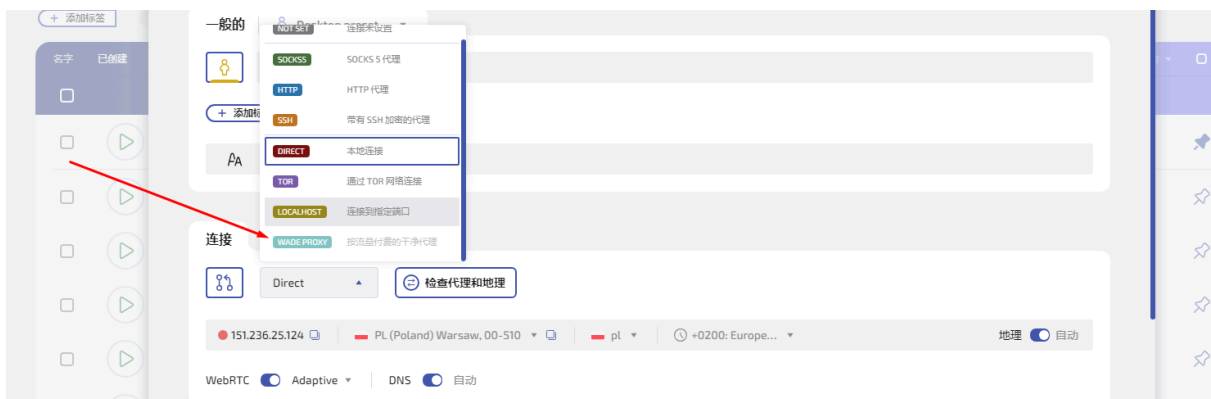 + 添加标签
一般的
名字 已创建
NOT SET 连接未设置
SOCKS5 SOCKS 5 代理
HTTP HTTP 代理
+ 添加标
SSH 带有 SSH 加密的代理
DIRECT 本地连接
TOR 通过 TOR 网络连接
LOCALHOST 连接到指定端口
连接
WADE PROXY 按流量付费的干净代理
Direct 检查代理和地理
151.236.25.124 PL (Poland) Warsaw, 00-510 pl +0200: Europe... 地理 自动
WebRTC Adaptive DNS 自动